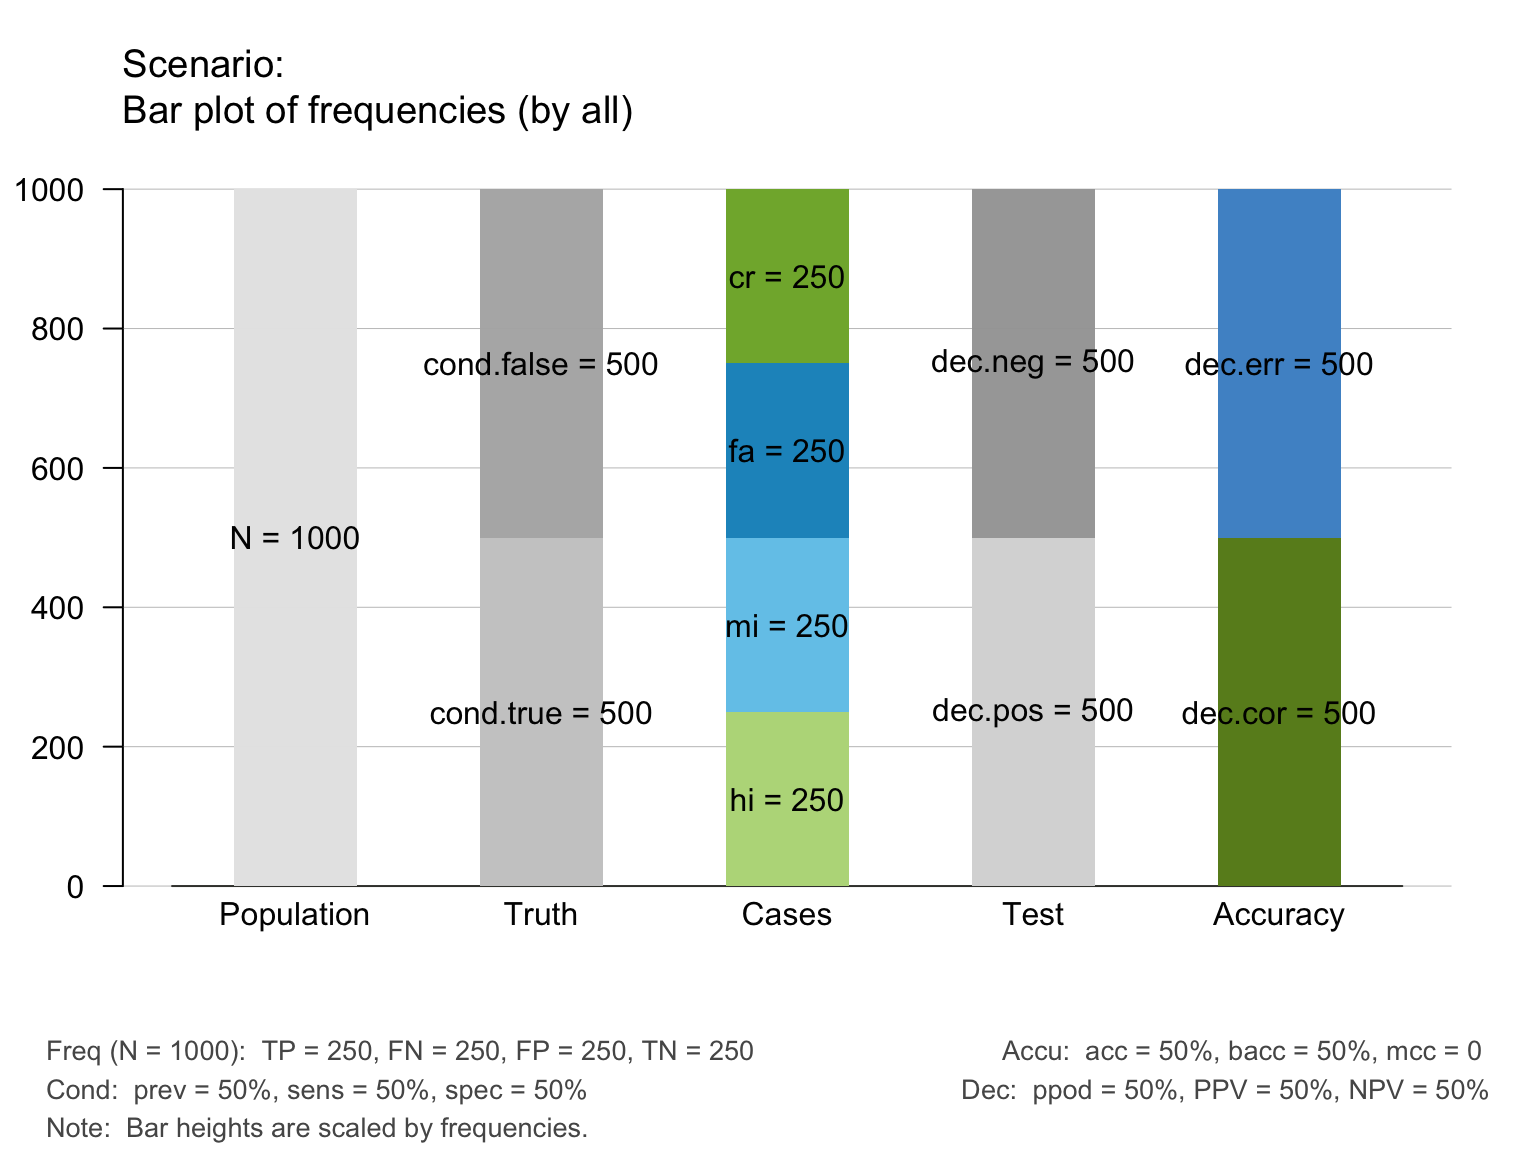 Scenario:
Bar plot of frequencies (by all)
1000
800
600
400
200
0
N = 1000
cond.false = 500
cond.true = 500
cr = 250
fa = 250
mi = 250
hi = 250
dec.neg = 500
dec.pos = 500
dec.err = 500
dec.cor = 500
Population
Truth
Cases
Test
Accuracy
Freq (N = 1000):  TP = 250, FN = 250, FP = 250, TN = 250
Cond:  prev = 50%, sens = 50%, spec = 50%
Note:  Bar heights are scaled by frequencies.
Accu:  acc = 50%, bacc = 50%, mcc = 0
Dec:  ppod = 50%, PPV = 50%, NPV = 50%